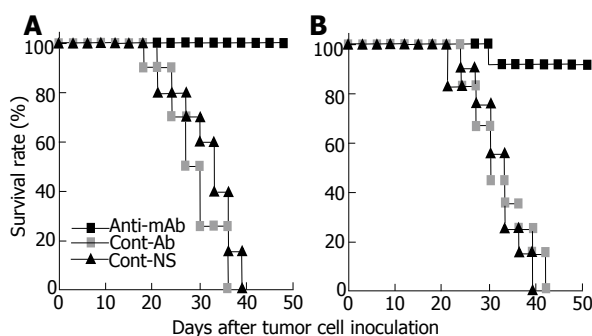 A
B
100
80
60
40
20
0
Survival rate (%)
Anti-mAb
Cont-Ab
Cont-NS
0 10 20 30 40 50
100
80
60
40
20
0 10 20 30 40 50
Days after tumor cell inoculation